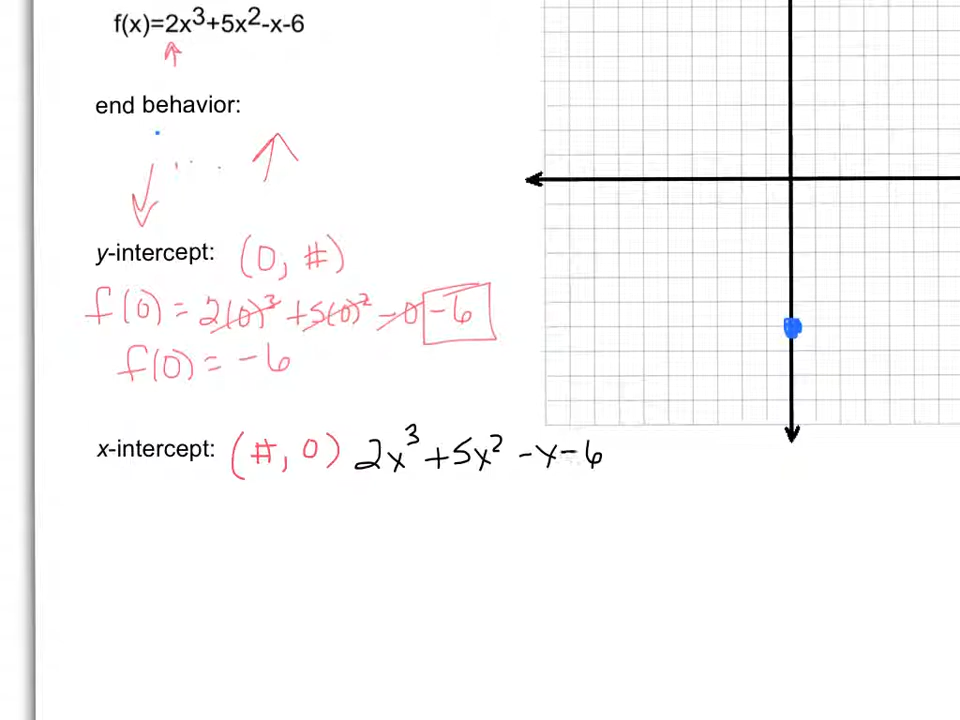 f(x)=2x³+5x²-x-6
end behavior:
y-intercept: (0, #)
f(0) = 2(0)³ +5(0)² -0 -6
f(0) = -6
x-intercept: (#, 0) 2x³ +5x² -x-6